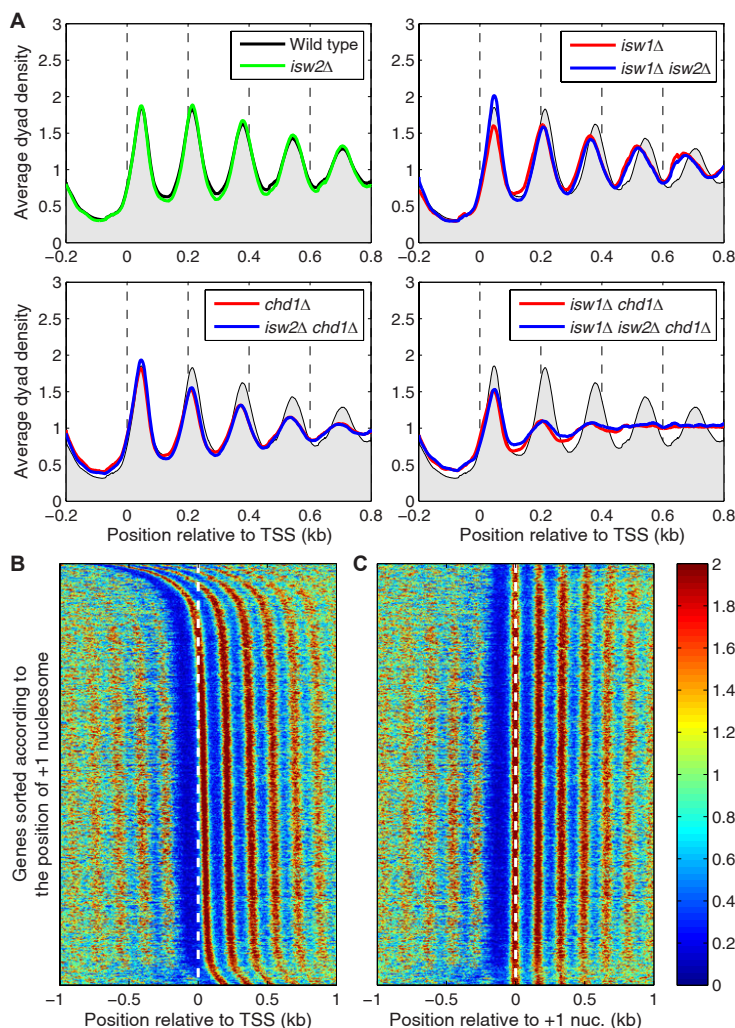 A
Average dyad density
3
2.5
2
1.5
1
0.5
0
−0.2 0 0.2 0.4 0.6 0.8
Wild type
isw2Δ
3
2.5
2
1.5
1
0.5
0
−0.2 0 0.2 0.4 0.6 0.8
isw1Δ
isw1Δ isw2Δ
Average dyad density
3
2.5
2
1.5
1
0.5
0
−0.2 0 0.2 0.4 0.6 0.8
Position relative to TSS (kb)
chd1Δ
isw2Δ chd1Δ
3
2.5
2
1.5
1
0.5
0
−0.2 0 0.2 0.4 0.6 0.8
Position relative to TSS (kb)
isw1Δ chd1Δ
isw1Δ isw2Δ chd1Δ
B
Genes sorted according to
the position of +1 nucleosome
−1 −0.5 0 0.5 1
Position relative to TSS (kb)
C
−1 −0.5 0 0.5 1
Position relative to +1 nuc. (kb)
2
1.8
1.6
1.4
1.2
1
0.8
0.6
0.4
0.2
0